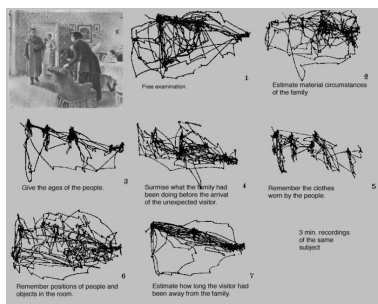 1
Free examination.
2
Estimate material circumstances
of the family
3
Give the ages of the people.
4
Surmise what the family had
been doing before the arrival
of the unexpected visitor.
5
Remember the clothes
worn by the people.
6
Remember positions of people and
objects in the room.
7
Estimate how long the visitor had
been away from the family.
3 min. recordings
of the same
subject